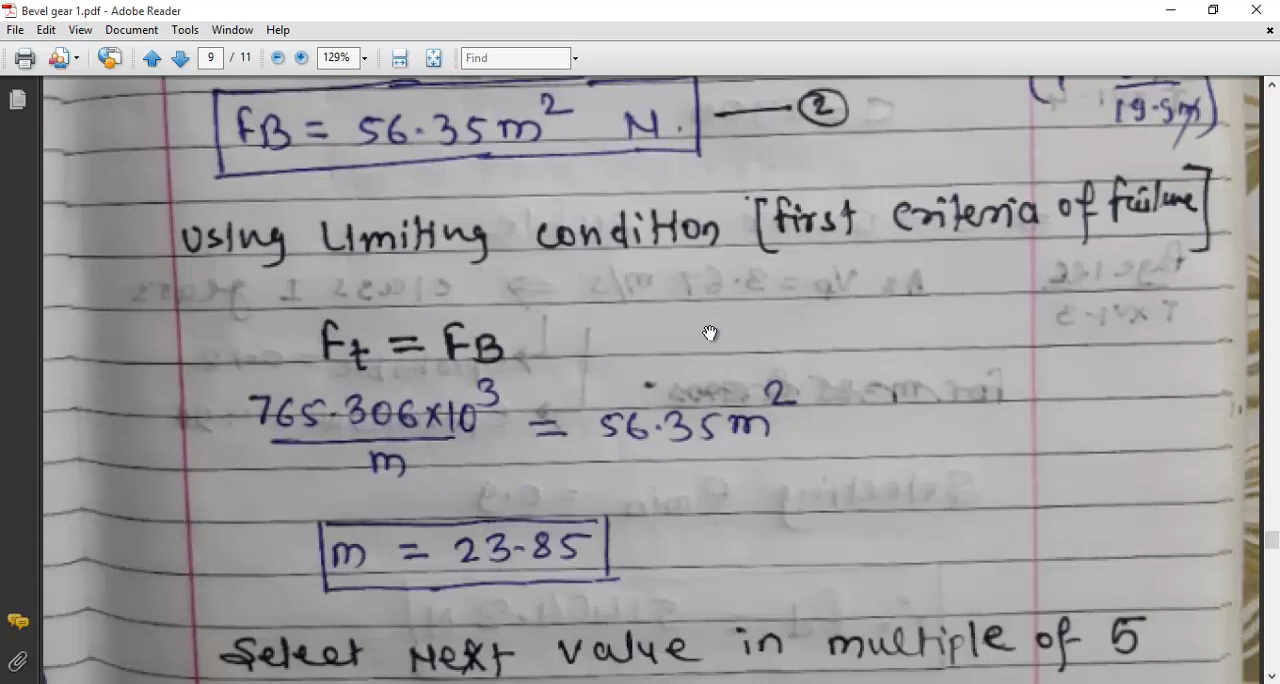 Bevel gear 1.pdf - Adobe Reader
File Edit View Document Tools Window Help
9 / 11 129% Find
FB = 56.35m² N. — ②
19.5m
Using Limiting condition [first criteria of failure]
Ft = FB
765.306×10³ / m = 56.35m²
m = 23.85
Select Next value in multiple of 5